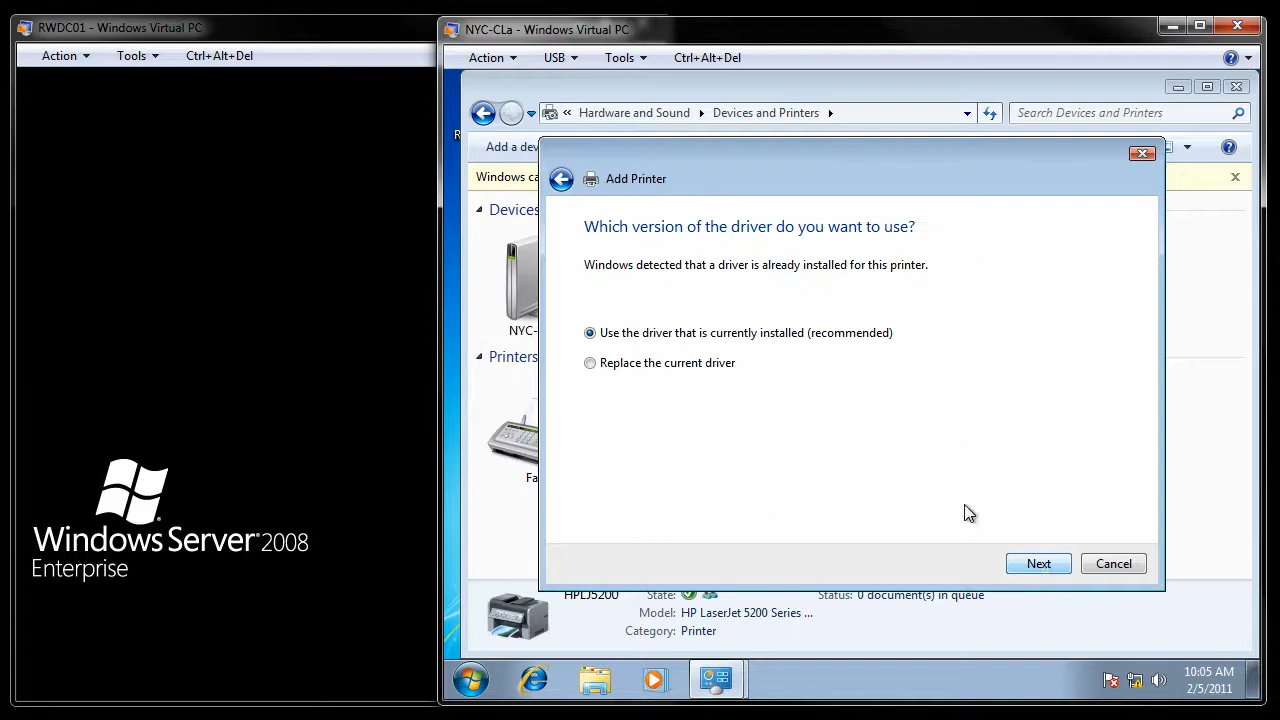 RWDC01 - Windows Virtual PC
Action Tools Ctrl+Alt+Del
Windows Server 2008
Enterprise
NYC-CLa - Windows Virtual PC
Action USB Tools Ctrl+Alt+Del
« Hardware and Sound Devices and Printers Search Devices and Printers
Add a dev
Windows ca
Devices
NYC-
Printers
Fa
Add Printer
Which version of the driver do you want to use?
Windows detected that a driver is already installed for this printer.
Use the driver that is currently installed (recommended)
Replace the current driver
Next Cancel
HPLJ5200 State: Status: 0 document(s) in queue
Model: HP LaserJet 5200 Series ...
Category: Printer
10:05 AM
2/5/2011